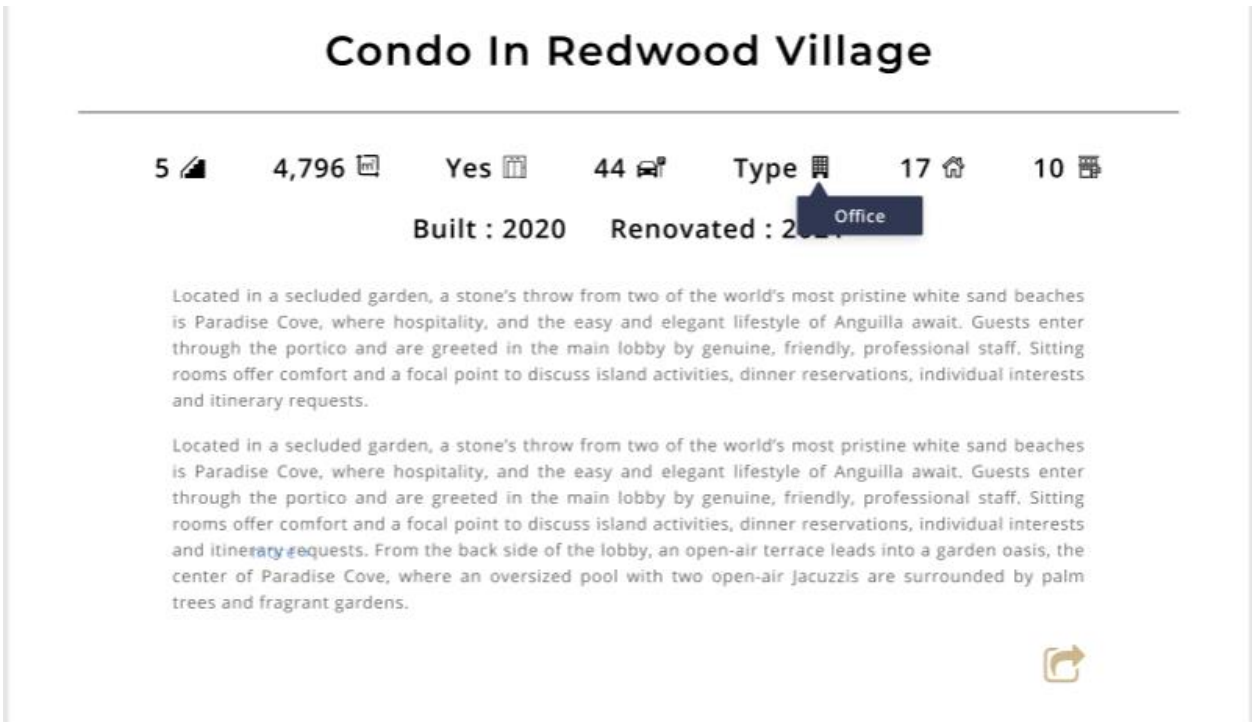 Condo In Redwood Village
5 4,796 m² Yes 44 Type 17 10
Office
Built : 2020 Renovated :
Located in a secluded garden, a stone's throw from two of the world's most pristine white sand beaches
is Paradise Cove, where hospitality, and the easy and elegant lifestyle of Anguilla await. Guests enter
through the portico and are greeted in the main lobby by genuine, friendly, professional staff. Sitting
rooms offer comfort and a focal point to discuss island activities, dinner reservations, individual interests
and itinerary requests.
Located in a secluded garden, a stone's throw from two of the world's most pristine white sand beaches
is Paradise Cove, where hospitality, and the easy and elegant lifestyle of Anguilla await. Guests enter
through the portico and are greeted in the main lobby by genuine, friendly, professional staff. Sitting
rooms offer comfort and a focal point to discuss island activities, dinner reservations, individual interests
and itinerary requests. From the back side of the lobby, an open-air terrace leads into a garden oasis, the
center of Paradise Cove, where an oversized pool with two open-air Jacuzzis are surrounded by palm
trees and fragrant gardens.